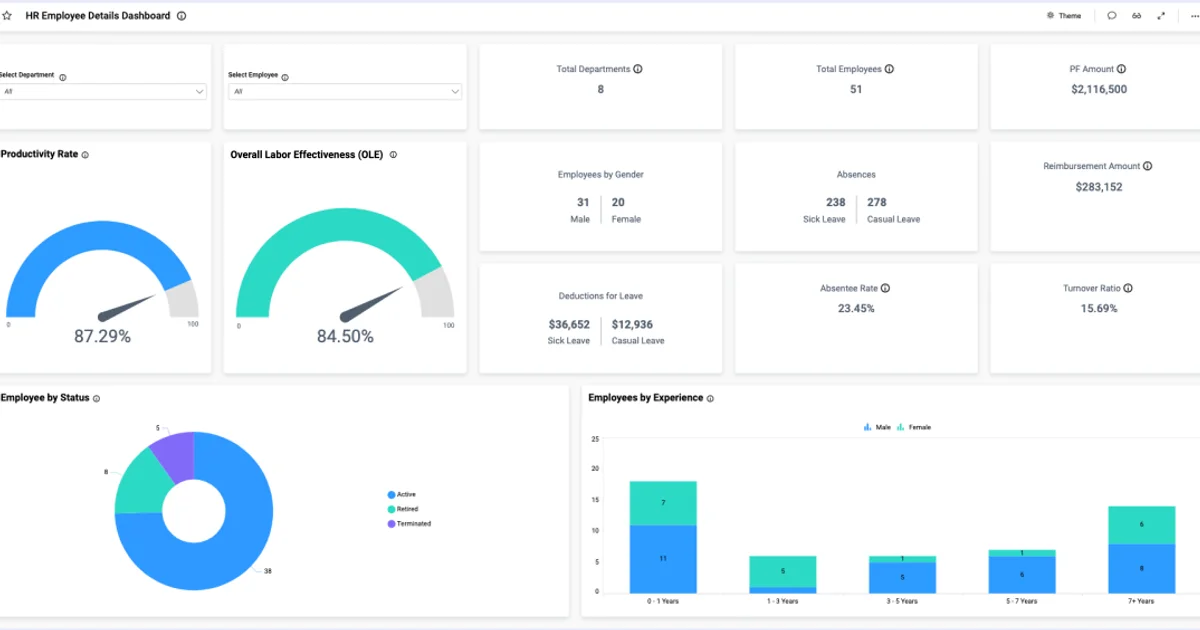 HR Employee Details Dashboard
Theme
Select Department
All
Select Employee
All
Total Departments
8
Total Employees
51
PF Amount
$2,116,500
Productivity Rate
0
100
87.29%
Overall Labor Effectiveness (OLE)
0
100
84.50%
Employees by Gender
31 20
Male Female
Absences
238 278
Sick Leave Casual Leave
Reimbursement Amount
$283,152
Deductions for Leave
$36,652 $12,936
Sick Leave Casual Leave
Absentee Rate
23.45%
Turnover Ratio
15.69%
Employee by Status
5
8
38
Active
Retired
Terminated
Employees by Experience
Male Female
25
20
15
10
5
0
7
11
5
1
5
1
6
6
8
0 - 1 Years
1 - 3 Years
3 - 5 Years
5 - 7 Years
7+ Years